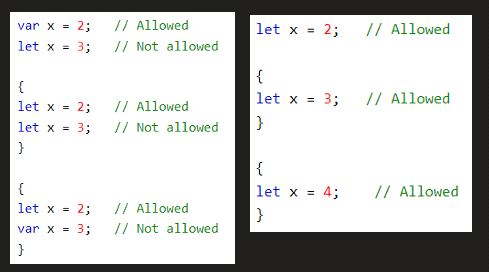 var x = 2;   // Allowed
let x = 3;   // Not allowed
{
let x = 2;   // Allowed
let x = 3;   // Not allowed
}
{
let x = 2;   // Allowed
var x = 3;   // Not allowed
}
let x = 2;   // Allowed
{
let x = 3;   // Allowed
}
{
let x = 4;    // Allowed
}